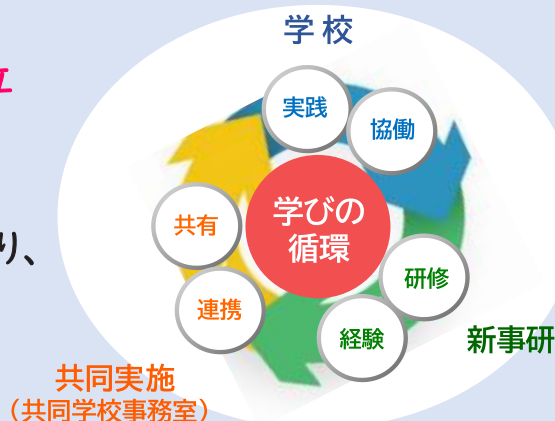 学校
立
実践
協働
共有
学びの
循環
り、
研修
連携
経験
新事研
共同実施
（共同学校事務室）